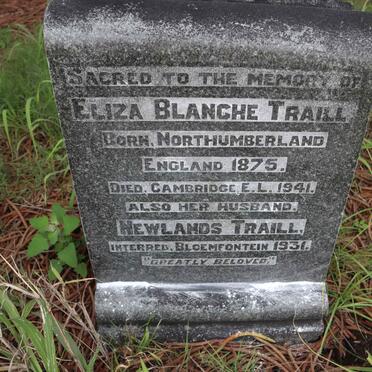 SACRED TO THE MEMORY OF
ELIZA BLANCHE TRAILL
BORN. NORTHUMBERLAND
ENGLAND 1875.
DIED. CAMBRIDGE. E.L. 1941.
ALSO HER HUSBAND.
NEWLANDS TRAILL.
INTERRED. BLOEMFONTEIN 1931.
"GREATLY BELOVED."